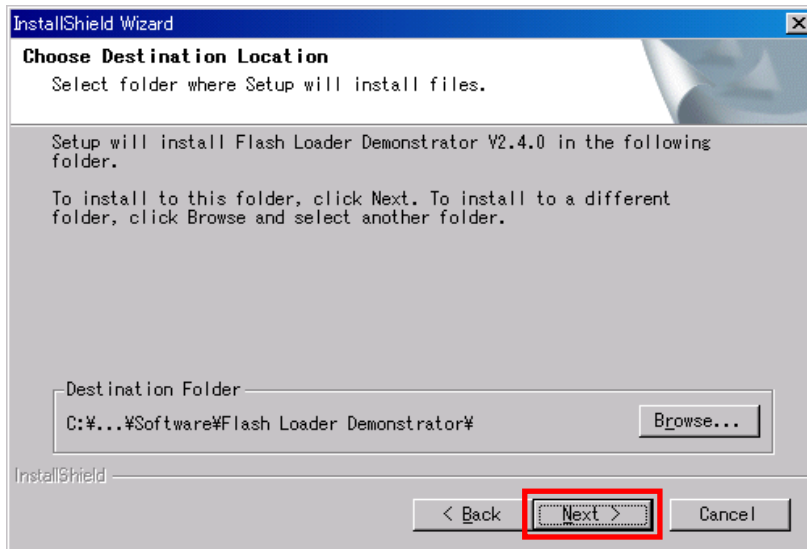 InstallShield Wizard
Choose Destination Location
Select folder where Setup will install files.
Setup will install Flash Loader Demonstrator V2.4.0 in the following
folder.
To install to this folder, click Next. To install to a different
folder, click Browse and select another folder.
Destination Folder
C:¥...¥Software¥Flash Loader Demonstrator¥
Browse...
InstallShield
< Back
Next >
Cancel